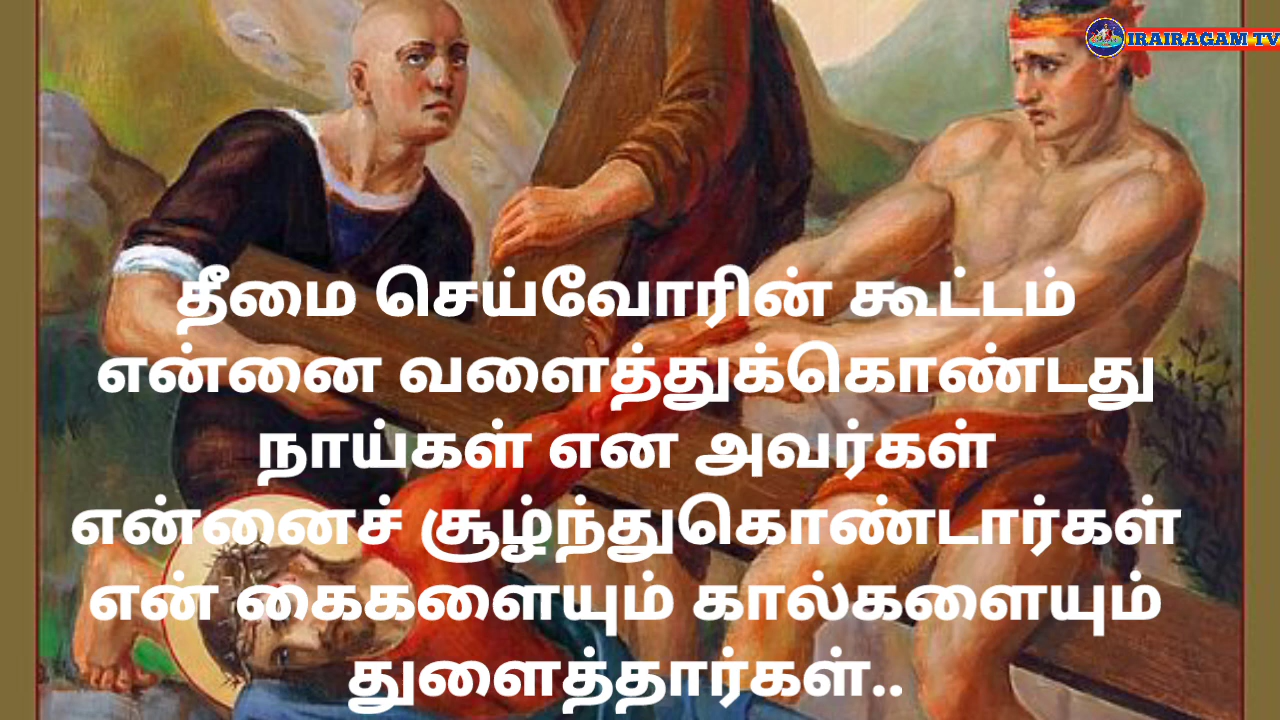 IRAIRAGAM TV
தீமை செய்வோரின் கூட்டம்
என்னை வளைத்துக்கொண்டது
நாய்கள் என அவர்கள்
என்னைச் சூழ்ந்துகொண்டார்கள்
என் கைகளையும் கால்களையும்
துளைத்தார்கள்..